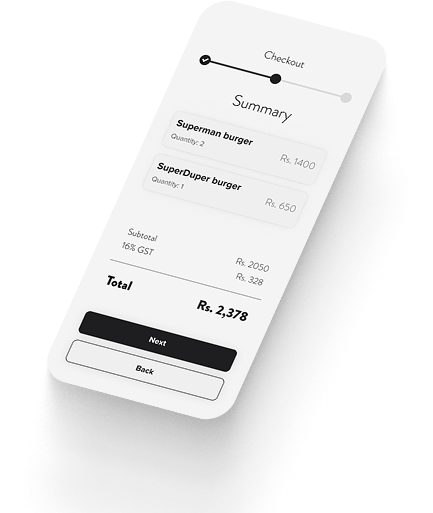 Checkout
Summary
Superman burger
Quantity: 2
Rs. 1400
SuperDuper burger
Quantity: 1
Rs. 650
Subtotal
Rs. 2050
16% GST
Rs. 328
Total
Rs. 2,378
Next
Back